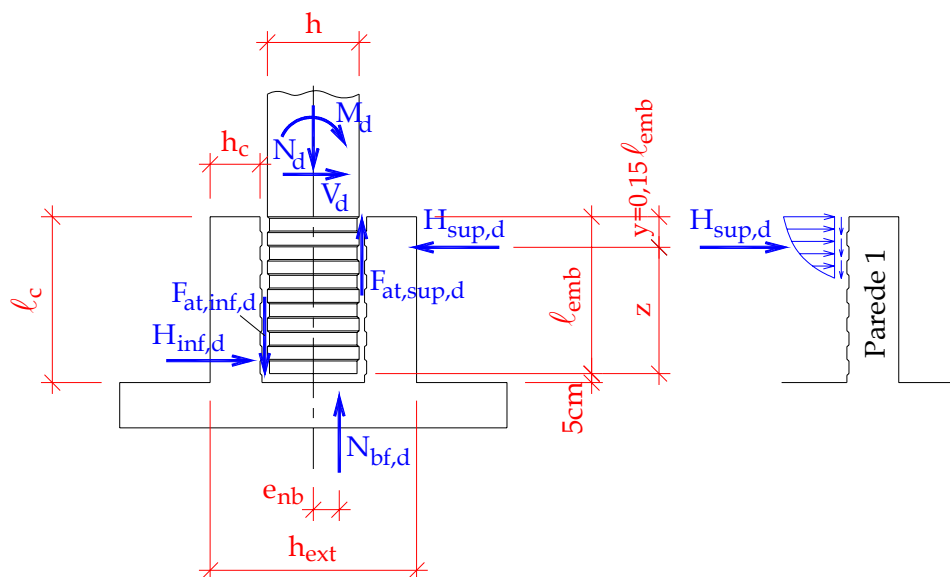 h
M_d
N_d
h_c
V_d
y=0,15 ℓ_emb
H_sup,d
H_sup,d
F_at,sup,d
F_at,inf,d
ℓ_c
ℓ_emb
z
Parede 1
H_inf,d
5cm
N_bf,d
e_nb
h_ext